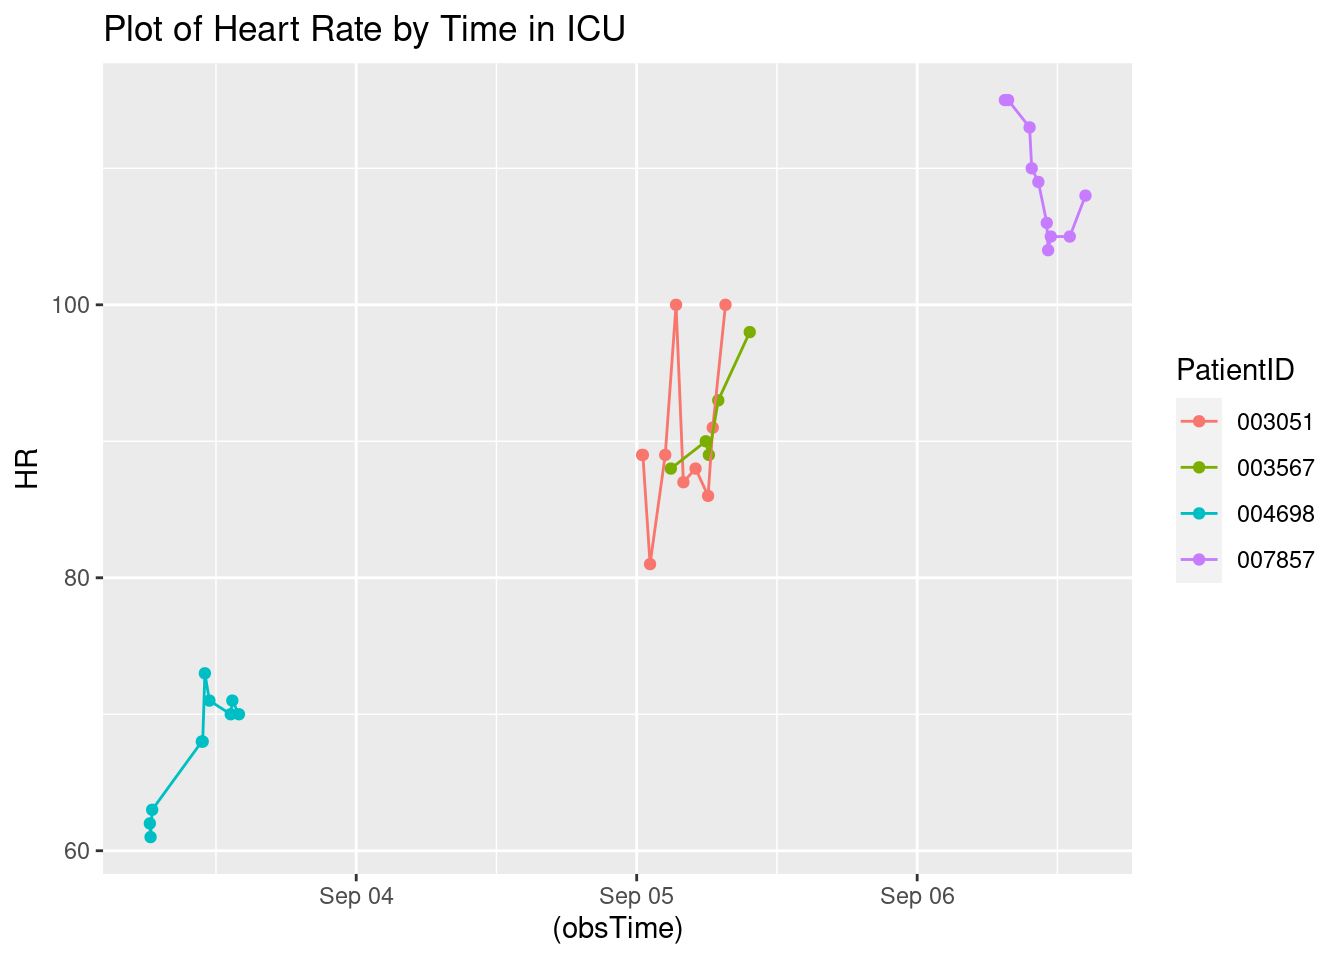 Plot of Heart Rate by Time in ICU
HR
100
80
60
Sep 04
Sep 05
Sep 06
(obsTime)
PatientID
003051
003567
004698
007857